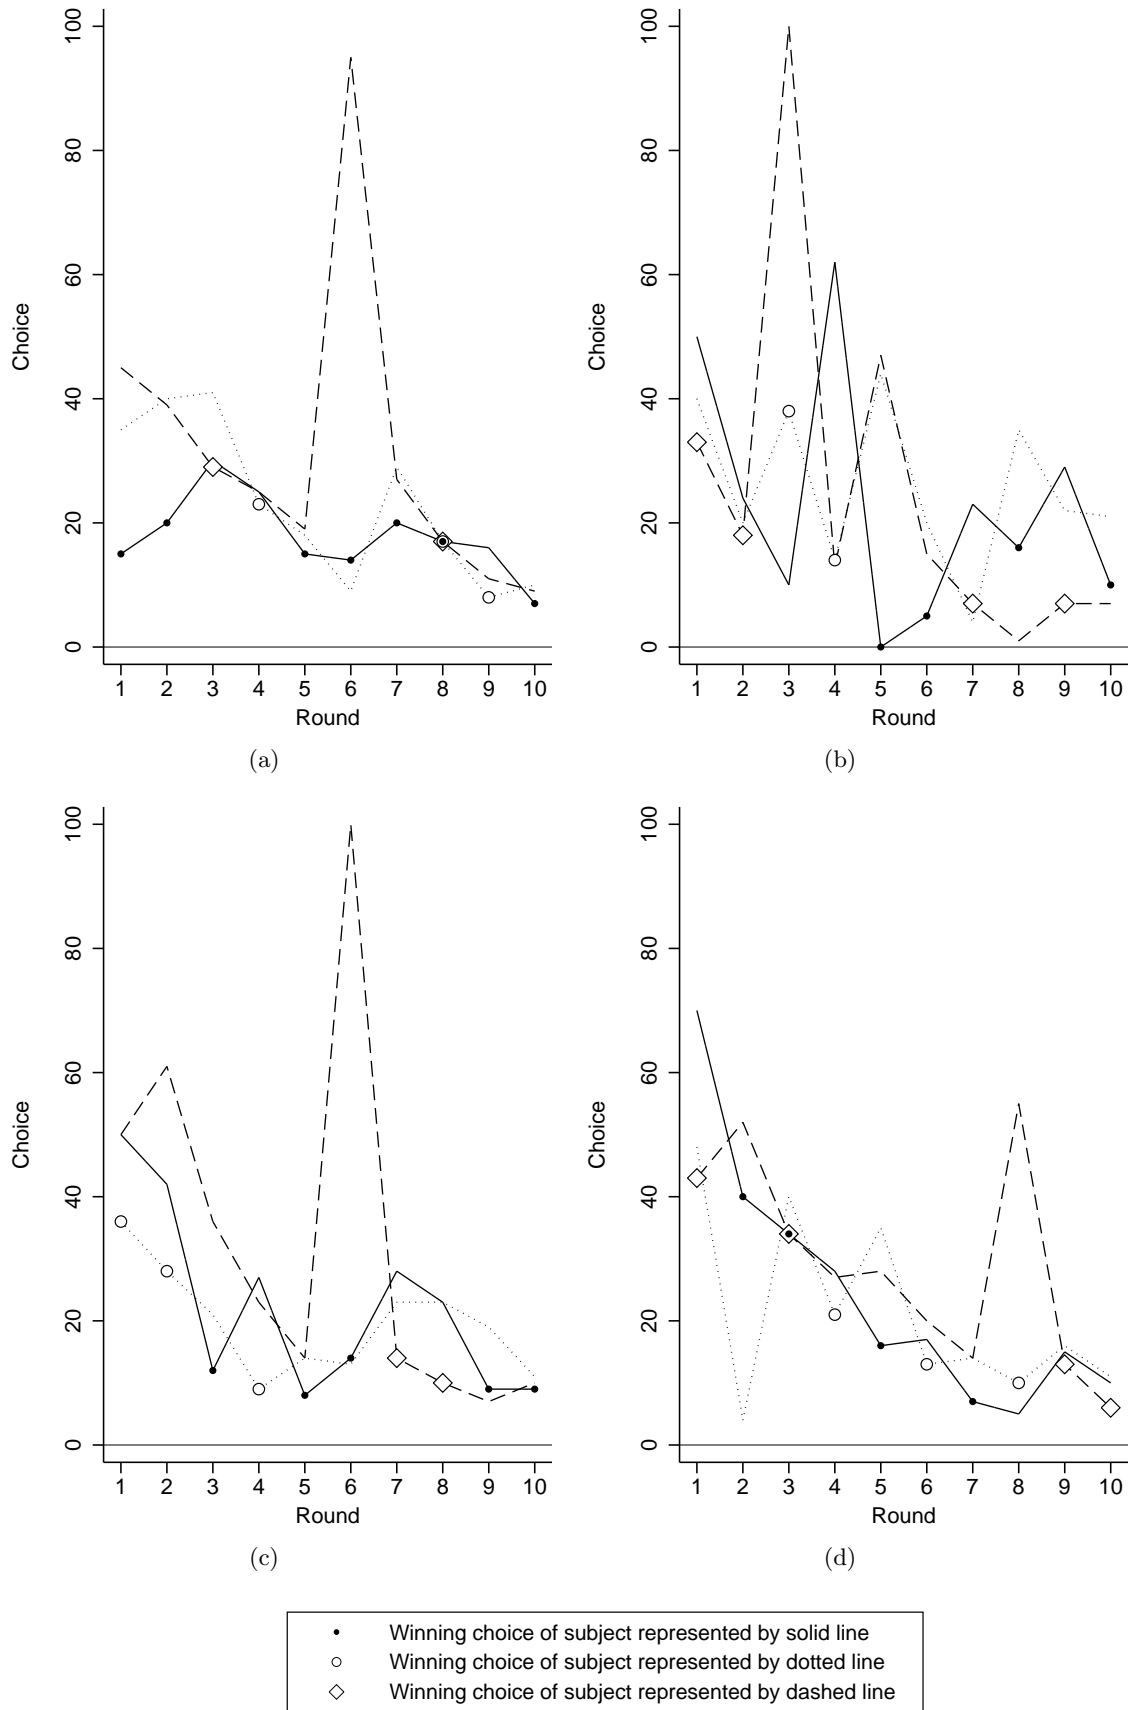 100
80
60
40
20
0
Choice
1 2 3 4 5 6 7 8 9 10
Round
(a)
100
80
60
40
20
0
Choice
1 2 3 4 5 6 7 8 9 10
Round
(b)
100
80
60
40
20
0
Choice
1 2 3 4 5 6 7 8 9 10
Round
(c)
100
80
60
40
20
0
Choice
1 2 3 4 5 6 7 8 9 10
Round
(d)
Winning choice of subject represented by solid line
Winning choice of subject represented by dotted line
Winning choice of subject represented by dashed line